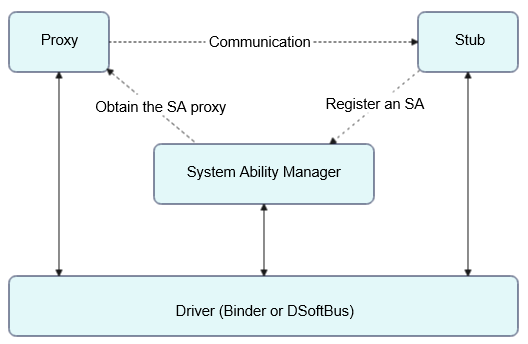 Proxy
Communication
Stub
Obtain the SA proxy
Register an SA
System Ability Manager
Driver (Binder or DSoftBus)